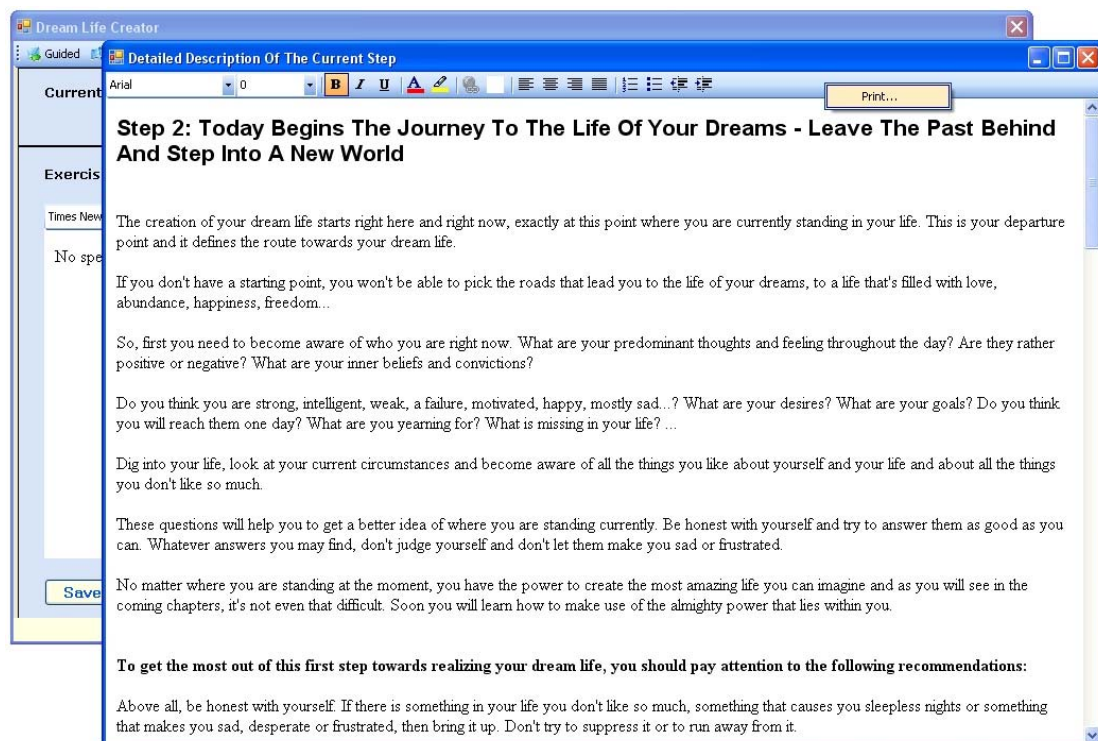 Dream Life Creator
Guided
Detailed Description Of The Current Step
Current
Arial
0
B I U A
Print...
Step 2: Today Begins The Journey To The Life Of Your Dreams - Leave The Past Behind
And Step Into A New World
Exercis
Times New
The creation of your dream life starts right here and right now, exactly at this point where you are currently standing in your life. This is your departure
point and it defines the route towards your dream life.
No spe
If you don't have a starting point, you won't be able to pick the roads that lead you to the life of your dreams, to a life that's filled with love,
abundance, happiness, freedom...
So, first you need to become aware of who you are right now. What are your predominant thoughts and feeling throughout the day? Are they rather
positive or negative? What are your inner beliefs and convictions?
Do you think you are strong, intelligent, weak, a failure, motivated, happy, mostly sad...? What are your desires? What are your goals? Do you think
you will reach them one day? What are you yearning for? What is missing in your life? ...
Dig into your life, look at your current circumstances and become aware of all the things you like about yourself and your life and about all the things
you don't like so much.
These questions will help you to get a better idea of where you are standing currently. Be honest with yourself and try to answer them as good as you
can. Whatever answers you may find, don't judge yourself and don't let them make you sad or frustrated.
Save
No matter where you are standing at the moment, you have the power to create the most amazing life you can imagine and as you will see in the
coming chapters, it's not even that difficult. Soon you will learn how to make use of the almighty power that lies within you.
To get the most out of this first step towards realizing your dream life, you should pay attention to the following recommendations:
Above all, be honest with yourself. If there is something in your life you don't like so much, something that causes you sleepless nights or something
that makes you sad, desperate or frustrated, then bring it up. Don't try to suppress it or to run away from it.